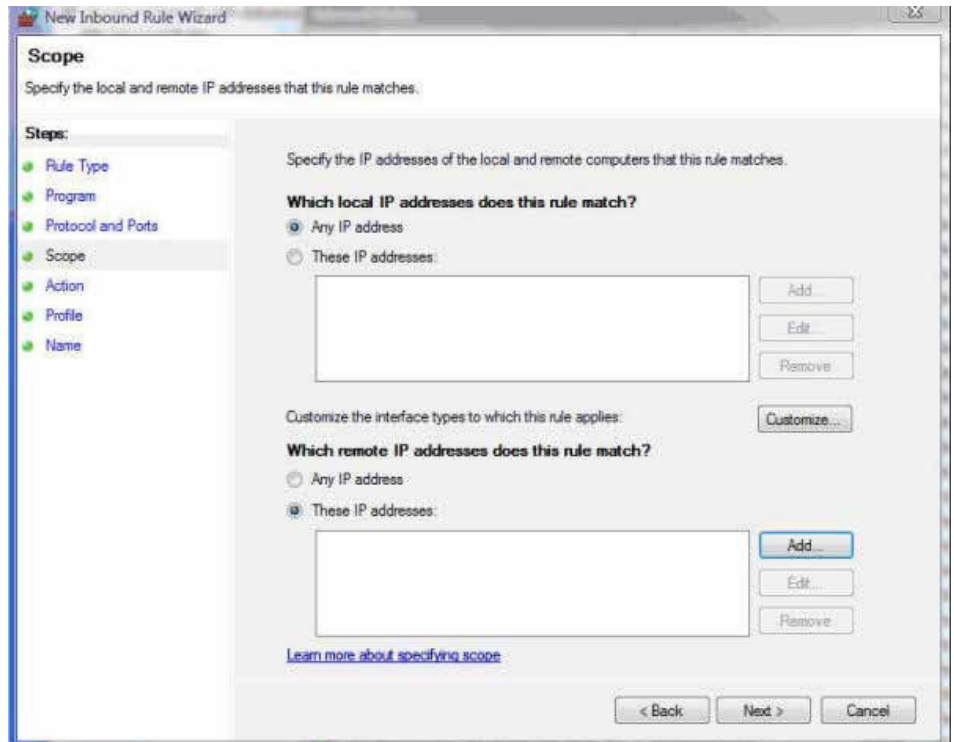 New Inbound Rule Wizard
Scope
Specify the local and remote IP addresses that this rule matches.
Steps:
Rule Type
Program
Protocol and Ports
Scope
Action
Profile
Name
Specify the IP addresses of the local and remote computers that this rule matches.
Which local IP addresses does this rule match?
Any IP address
These IP addresses:
Add...
Edit...
Remove
Customize the interface types to which this rule applies:
Customize...
Which remote IP addresses does this rule match?
Any IP address
These IP addresses:
Add...
Edit...
Remove
Learn more about specifying scope
< Back
Next >
Cancel